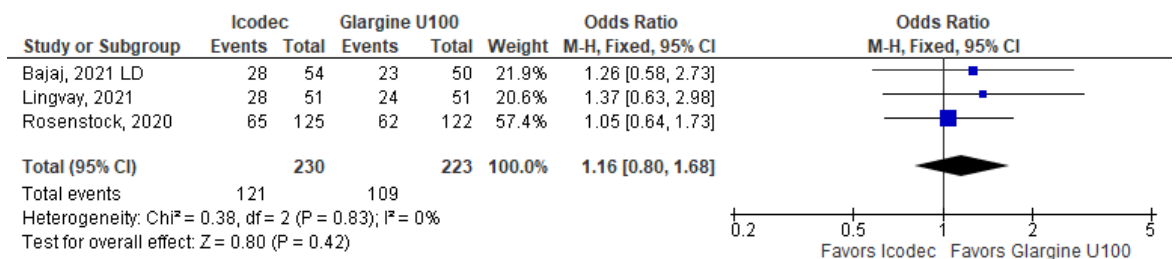 Icodec Glargine U100 Odds Ratio Odds Ratio
Study or Subgroup Events Total Events Total Weight M-H, Fixed, 95% CI M-H, Fixed, 95% CI
Bajaj, 2021 LD 28 54 23 50 21.9% 1.26 [0.58, 2.73]
Lingvay, 2021 28 51 24 51 20.6% 1.37 [0.63, 2.98]
Rosenstock, 2020 65 125 62 122 57.4% 1.05 [0.64, 1.73]
Total (95% CI) 230 223 100.0% 1.16 [0.80, 1.68]
Total events 121 109
Heterogeneity: Chi² = 0.38, df = 2 (P = 0.83); I² = 0%
Test for overall effect: Z = 0.80 (P = 0.42)
0.2 0.5 1 2 5
Favors Icodec Favors Glargine U100